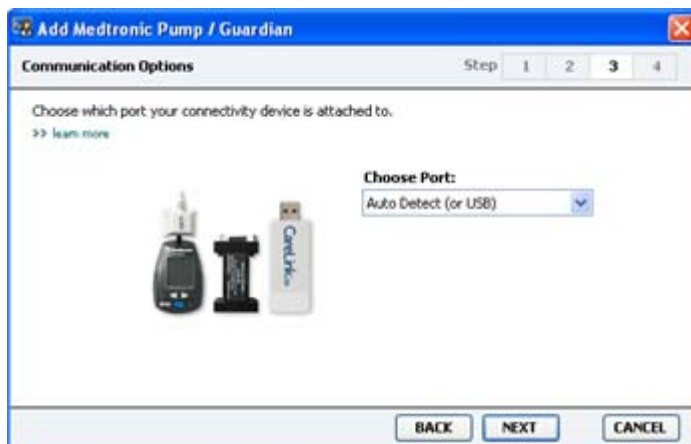 Add Medtronic Pump / Guardian
Communication Options
Step 1 2 3 4
Choose which port your connectivity device is attached to.
>> learn more
Choose Port:
Auto Detect (or USB)
CareLink
BACK NEXT CANCEL